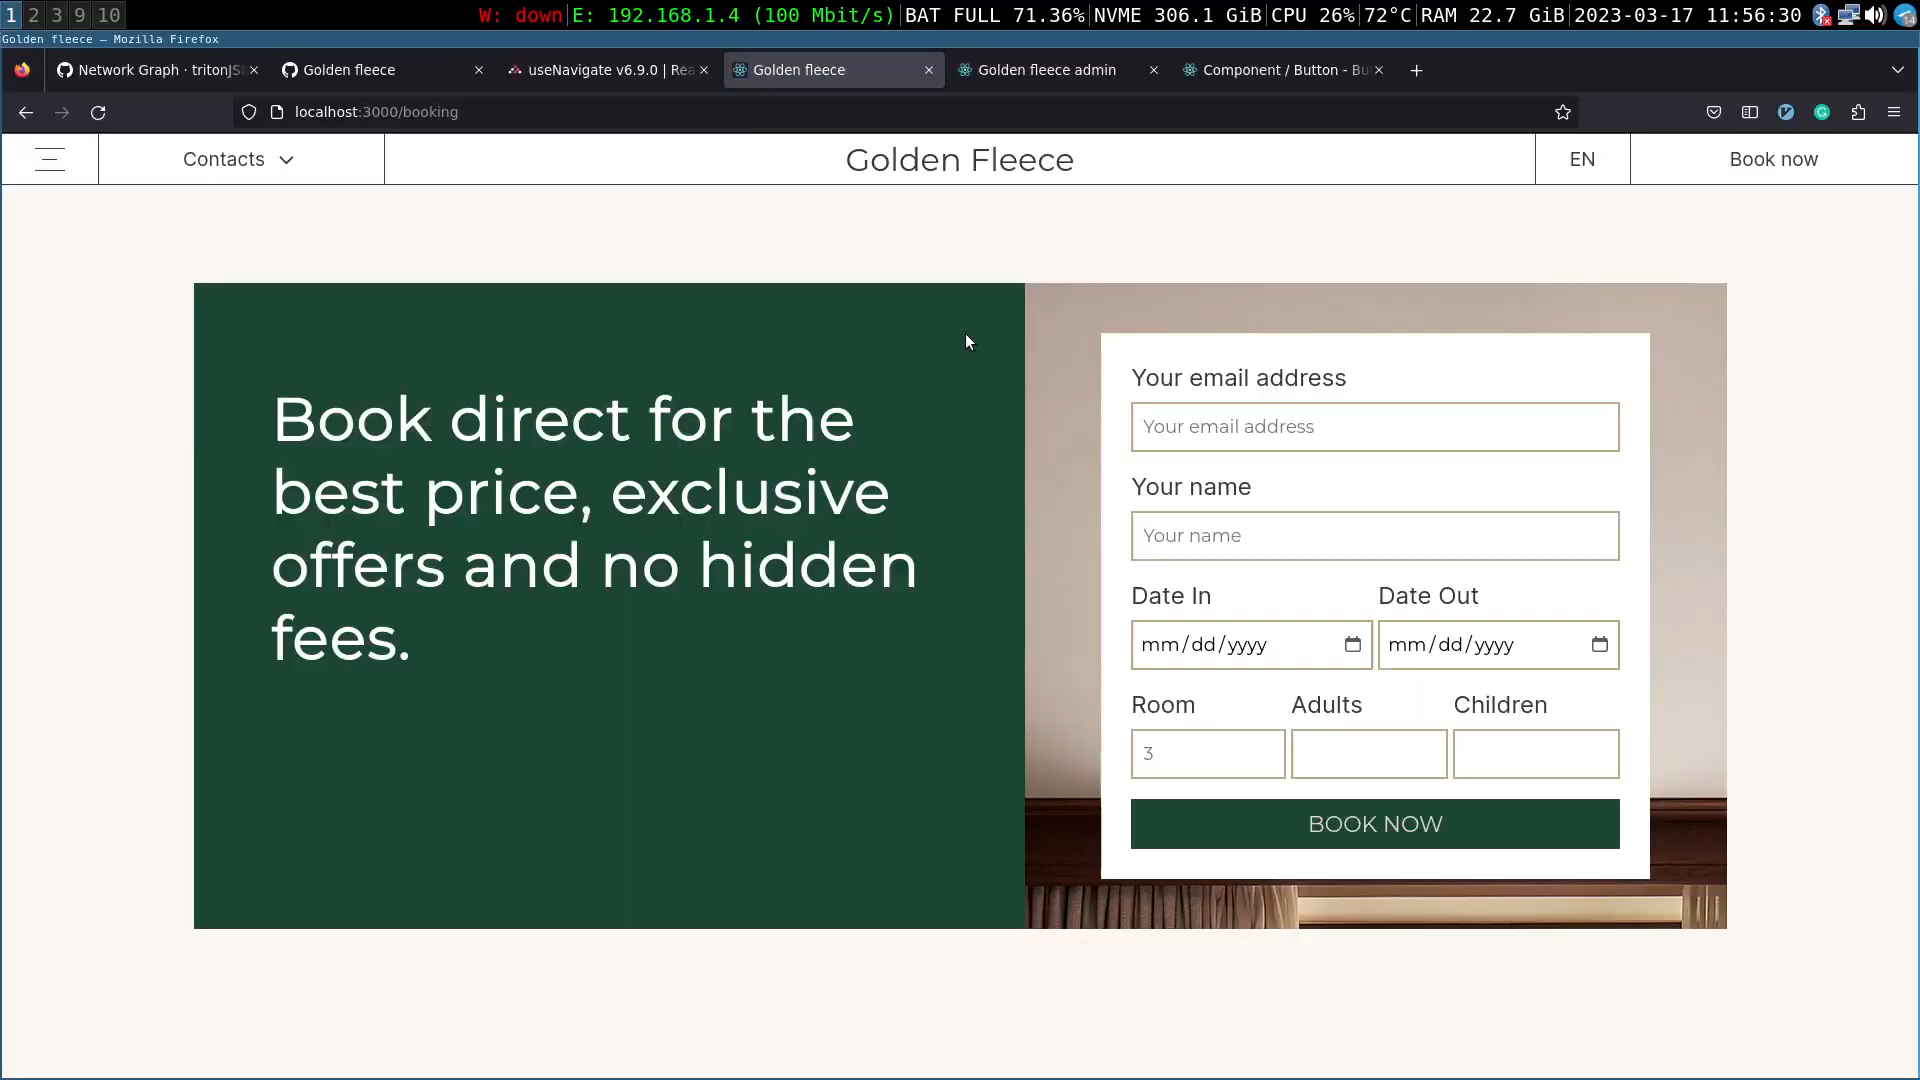 1 2 3 9 10
W: down|E: 192.168.1.4 (100 Mbit/s)|BAT FULL 71.36%|NVME 306.1 GiB|CPU 26%|72°C|RAM 22.7 GiB|2023-03-17 11:56:30
Golden fleece — Mozilla Firefox
Network Graph · tritonJS
Golden fleece
useNavigate v6.9.0 | Rea
Golden fleece
Golden fleece admin
Component / Button - Bu
localhost:3000/booking
Contacts
Golden Fleece
EN
Book now
Book direct for the
best price, exclusive
offers and no hidden
fees.
Your email address
Your email address
Your name
Your name
Date In Date Out
mm/dd/yyyy mm/dd/yyyy
Room Adults Children
3
BOOK NOW